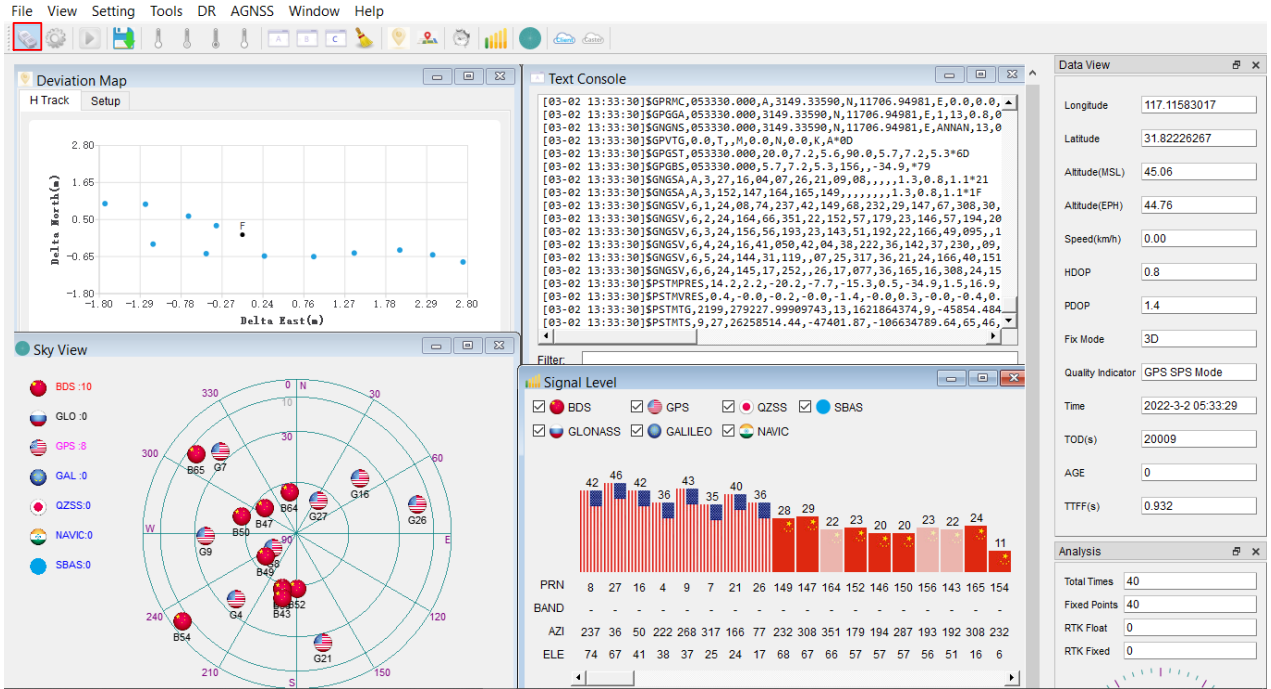 File View Setting Tools DR AGNSS Window Help
A B C Client Caster
Deviation Map
H Track Setup
2.80
1.65
0.50
-0.65
-1.80
Delta North(m)
F
-1.80 -1.29 -0.78 -0.27 0.24 0.76 1.27 1.78 2.29 2.80
Delta East(m)
Text Console
[03-02 13:33:30]$GPRMC,053330.000,A,3149.33590,N,11706.94981,E,0.0,0.0,
[03-02 13:33:30]$GPGGA,053330.000,3149.33590,N,11706.94981,E,1,13,0.8,0
[03-02 13:33:30]$GNGNS,053330.000,3149.33590,N,11706.94981,E,ANNAN,13,0
[03-02 13:33:30]$GPVTG,0.0,T,,M,0.0,N,0.0,K,A*0D
[03-02 13:33:30]$GPGST,053330.000,20.0,7.2,5.6,90.0,5.7,7.2,5.3*6D
[03-02 13:33:30]$GPGBS,053330.000,5.7,7.2,5.3,156,,-34.9,*79
[03-02 13:33:30]$GNGSA,A,3,27,16,04,07,26,21,09,08,,,,,1.3,0.8,1.1*21
[03-02 13:33:30]$GNGSA,A,3,152,147,164,165,149,,,,,,,,1.3,0.8,1.1*1F
[03-02 13:33:30]$GNGSV,6,1,24,08,74,237,42,149,68,232,29,147,67,308,30,
[03-02 13:33:30]$GNGSV,6,2,24,164,66,351,22,152,57,179,23,146,57,194,20
[03-02 13:33:30]$GNGSV,6,3,24,156,56,193,23,143,51,192,22,166,49,095,,1
[03-02 13:33:30]$GNGSV,6,4,24,16,41,050,42,04,38,222,36,142,37,230,,09,
[03-02 13:33:30]$GNGSV,6,5,24,144,31,119,,07,25,317,36,21,24,166,40,151
[03-02 13:33:30]$GNGSV,6,6,24,145,17,252,,26,17,077,36,165,16,308,24,15
[03-02 13:33:30]$PSTMPRES,14.2,2.2,-20.2,-7.7,-15.3,0.5,-34.9,1.5,16.9,
[03-02 13:33:30]$PSTMVRES,0.4,-0.0,-0.2,-0.0,-1.4,-0.0,0.3,-0.0,-0.4,0.
[03-02 13:33:30]$PSTMTG,2199,279227.99909743,13,1621864374,9,-45854.484
[03-02 13:33:30]$PSTMTS,9,27,26258514.44,-47401.87,-106634789.64,65,46,
Filter:
Sky View
BDS :10
GLO :0
GPS :8
GAL :0
QZSS:0
NAVIC:0
SBAS:0
0 N
10
30
90
330
30
300
60
W
E
240
120
210
150
S
B65
G7
G16
G26
B64
G27
B47
B50
G9
B49
B52
B43
G4
B54
G21
Signal Level
BDS GPS QZSS SBAS
GLONASS GALILEO NAVIC
42 46 42 36 43 35 40 36 28 29 22 23 20 20 23 22 24 11
PRN 8 27 16 4 9 7 21 26 149 147 164 152 146 150 156 143 165 154
BAND - - - - - - - - - - - - - - - - - -
AZI 237 36 50 222 268 317 166 77 232 308 351 179 194 287 193 192 308 232
ELE 74 67 41 38 37 25 24 17 68 67 66 57 57 57 56 51 16 6
Data View
Longitude 117.11583017
Latitude 31.82226267
Altitude(MSL) 45.06
Altitude(EPH) 44.76
Speed(km/h) 0.00
HDOP 0.8
PDOP 1.4
Fix Mode 3D
Quality Indicator GPS SPS Mode
Time 2022-3-2 05:33:29
TOD(s) 20009
AGE 0
TTFF(s) 0.932
Analysis
Total Times 40
Fixed Points 40
RTK Float 0
RTK Fixed 0